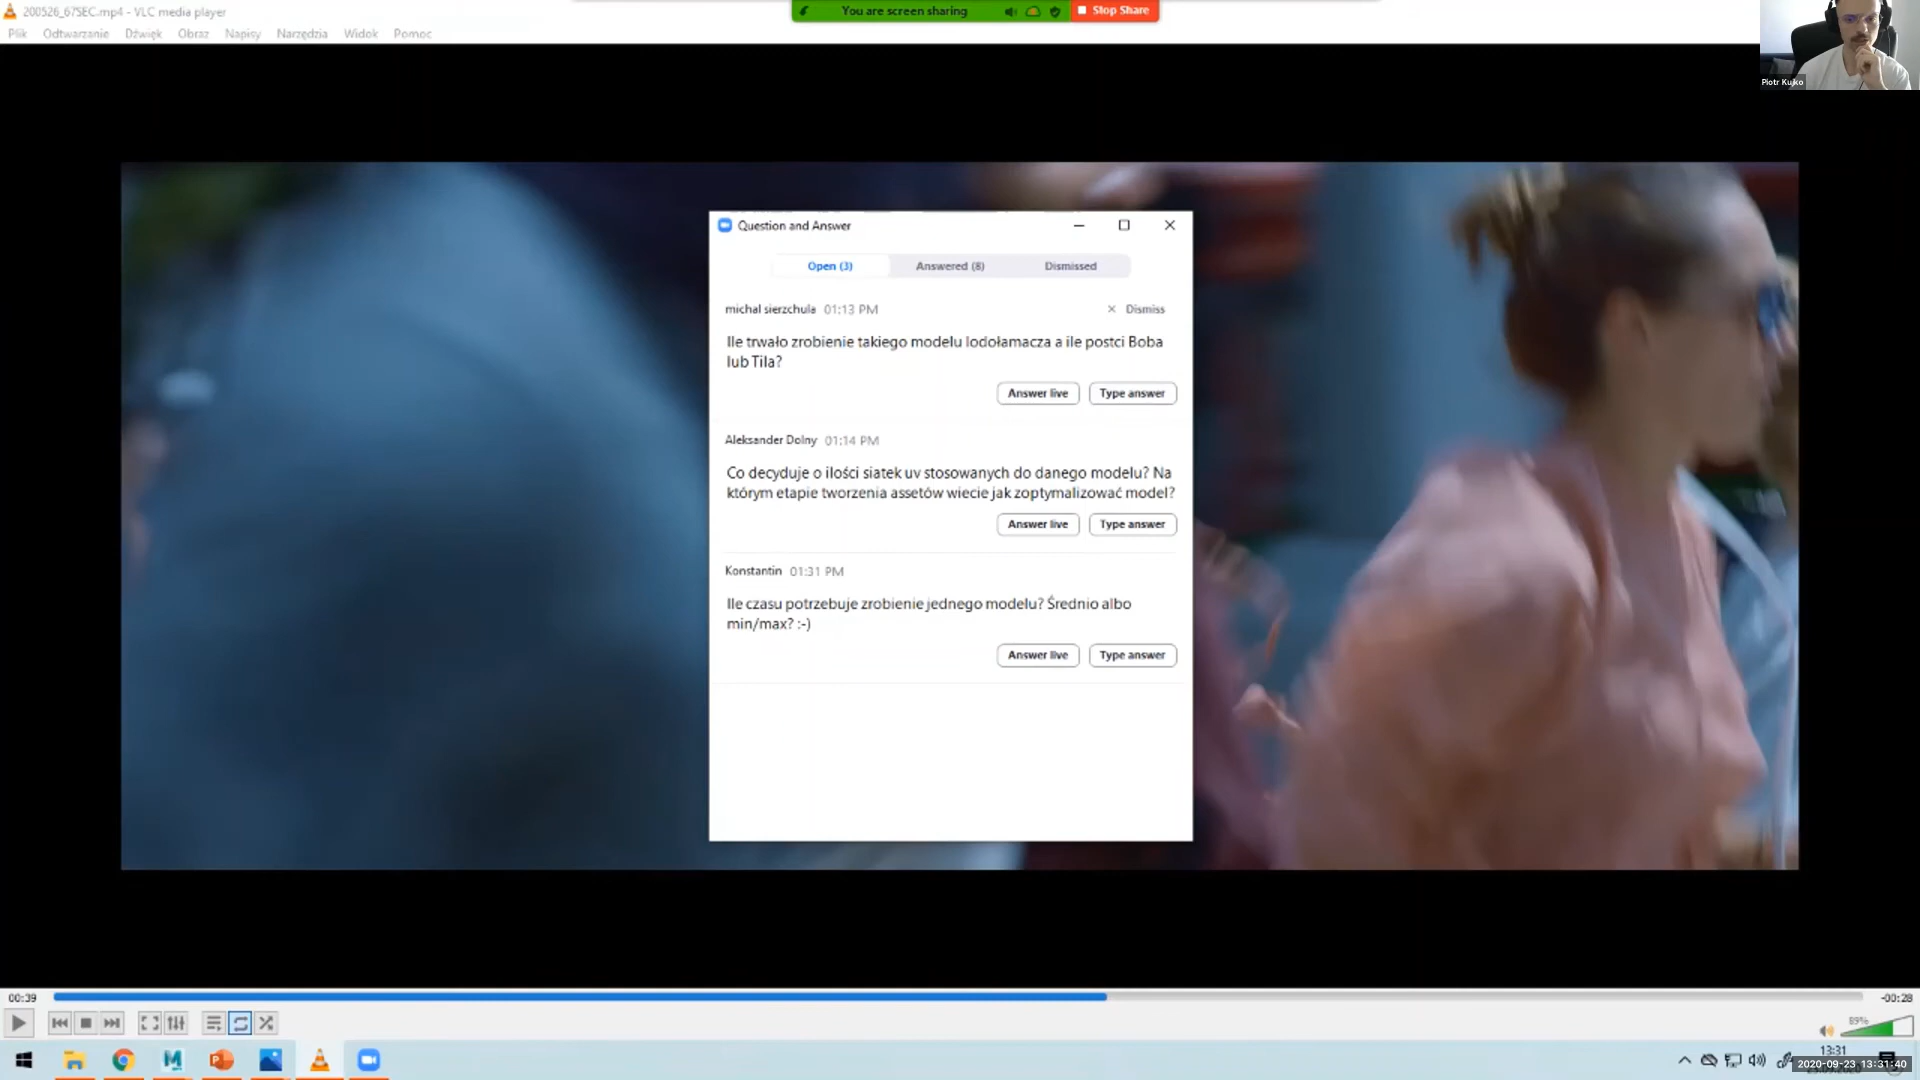 200526_67SEC.mp4 - VLC media player
You are screen sharing
Stop Share
Plik Odtwarzanie Dźwięk Obraz Napisy Narzędzia Widok Pomoc
Piotr Kujko
Question and Answer
Open (3) Answered (8) Dismissed
michal sierzchula 01:13 PM
Dismiss
Ile trwało zrobienie takiego modelu lodołamacza a ile postci Boba
lub Tila?
Answer live Type answer
Aleksander Dolny 01:14 PM
Co decyduje o ilości siatek uv stosowanych do danego modelu? Na
którym etapie tworzenia assetów wiecie jak zoptymalizować model?
Answer live Type answer
Konstantin 01:31 PM
Ile czasu potrzebuje zrobienie jednego modelu? Średnio albo
min/max? :-)
Answer live Type answer
00:39
-00:28
89%
13:31
2020-09-23 13:31:40